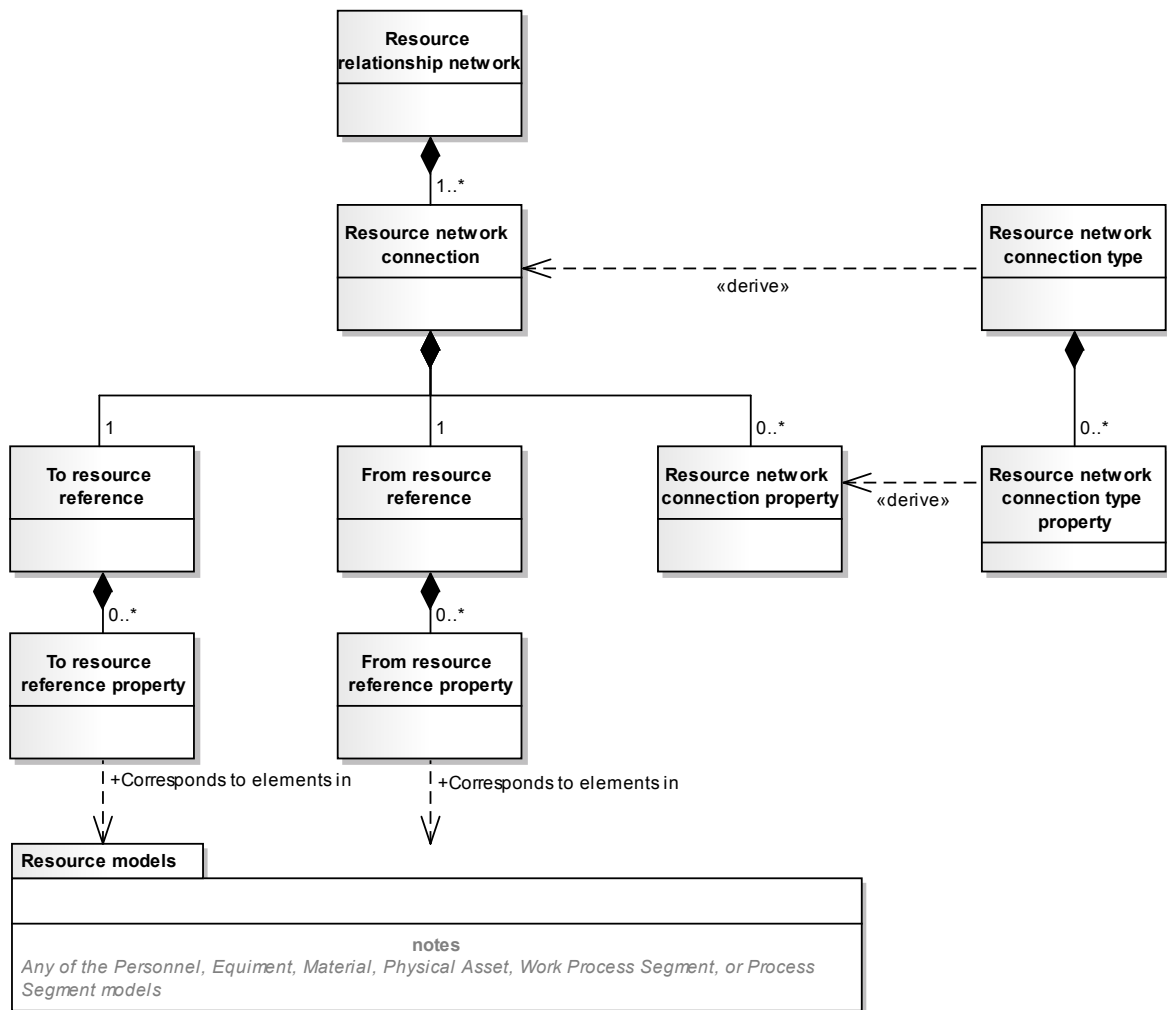 Resource
relationship network
1..*
Resource network
connection
Resource network
connection type
«derive»
1
1
0..*
0..*
To resource
reference
From resource
reference
Resource network
connection property
Resource network
connection type
property
«derive»
0..*
0..*
To resource
reference property
From resource
reference property
+Corresponds to elements in
+Corresponds to elements in
Resource models
notes
Any of the Personnel, Equiment, Material, Physical Asset, Work Process Segment, or Process
Segment models